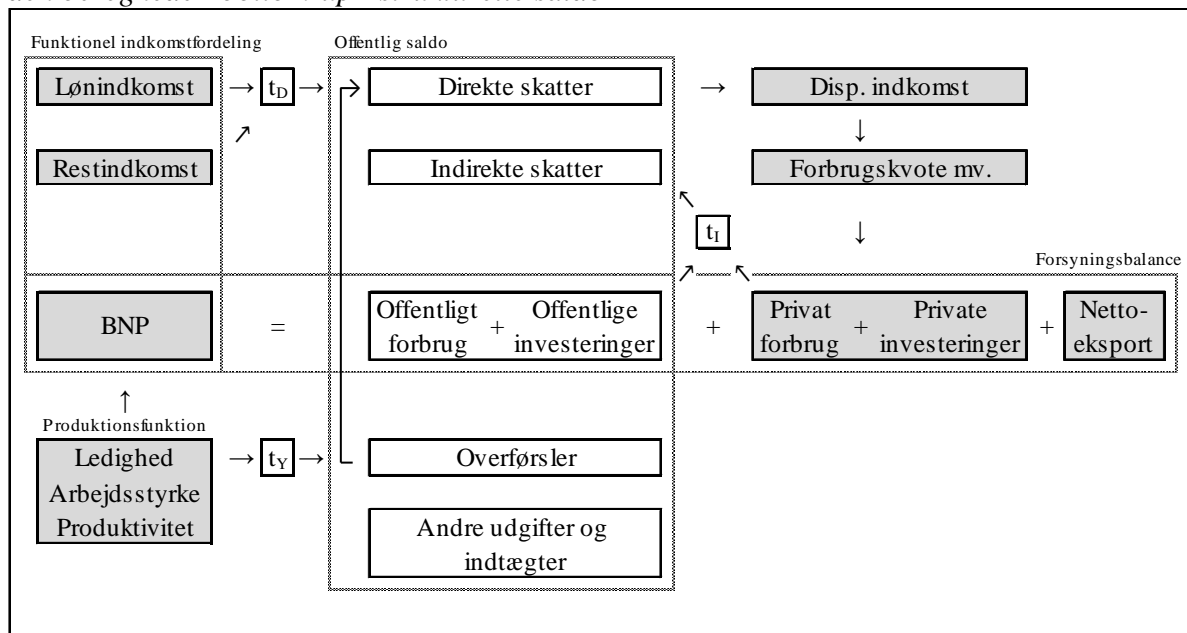 Funktionel indkomstfordeling
Offentlig saldo
Lønindkomst → t_D → Direkte skatter → Disp. indkomst
Restindkomst
Indirekte skatter
Forbrugskvote mv.
t_I
Forsyningsbalance
BNP = Offentligt forbrug + Offentlige investeringer + Privat forbrug + Private investeringer + Netto-eksport
Produktionsfunktion
Ledighed
Arbejdsstyrke
Produktivitet
→ t_Y →
Overførsler
Andre udgifter og
indtægter